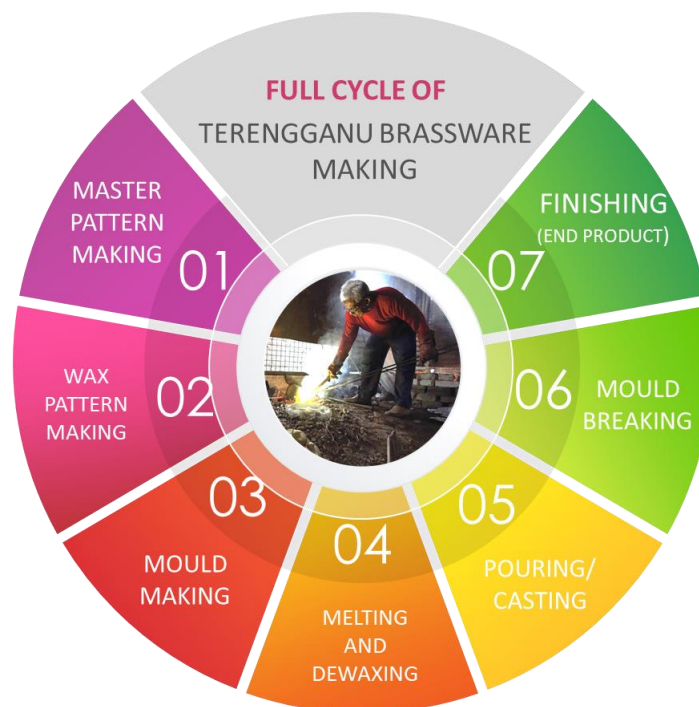 FULL CYCLE OF
TERENGGANU BRASSWARE
MAKING
MASTER
PATTERN
MAKING
01
WAX
PATTERN
MAKING
02
03
MOULD
MAKING
04
MELTING
AND
DEWAXING
05
POURING/
CASTING
06
MOULD
BREAKING
FINISHING
(END PRODUCT)
07